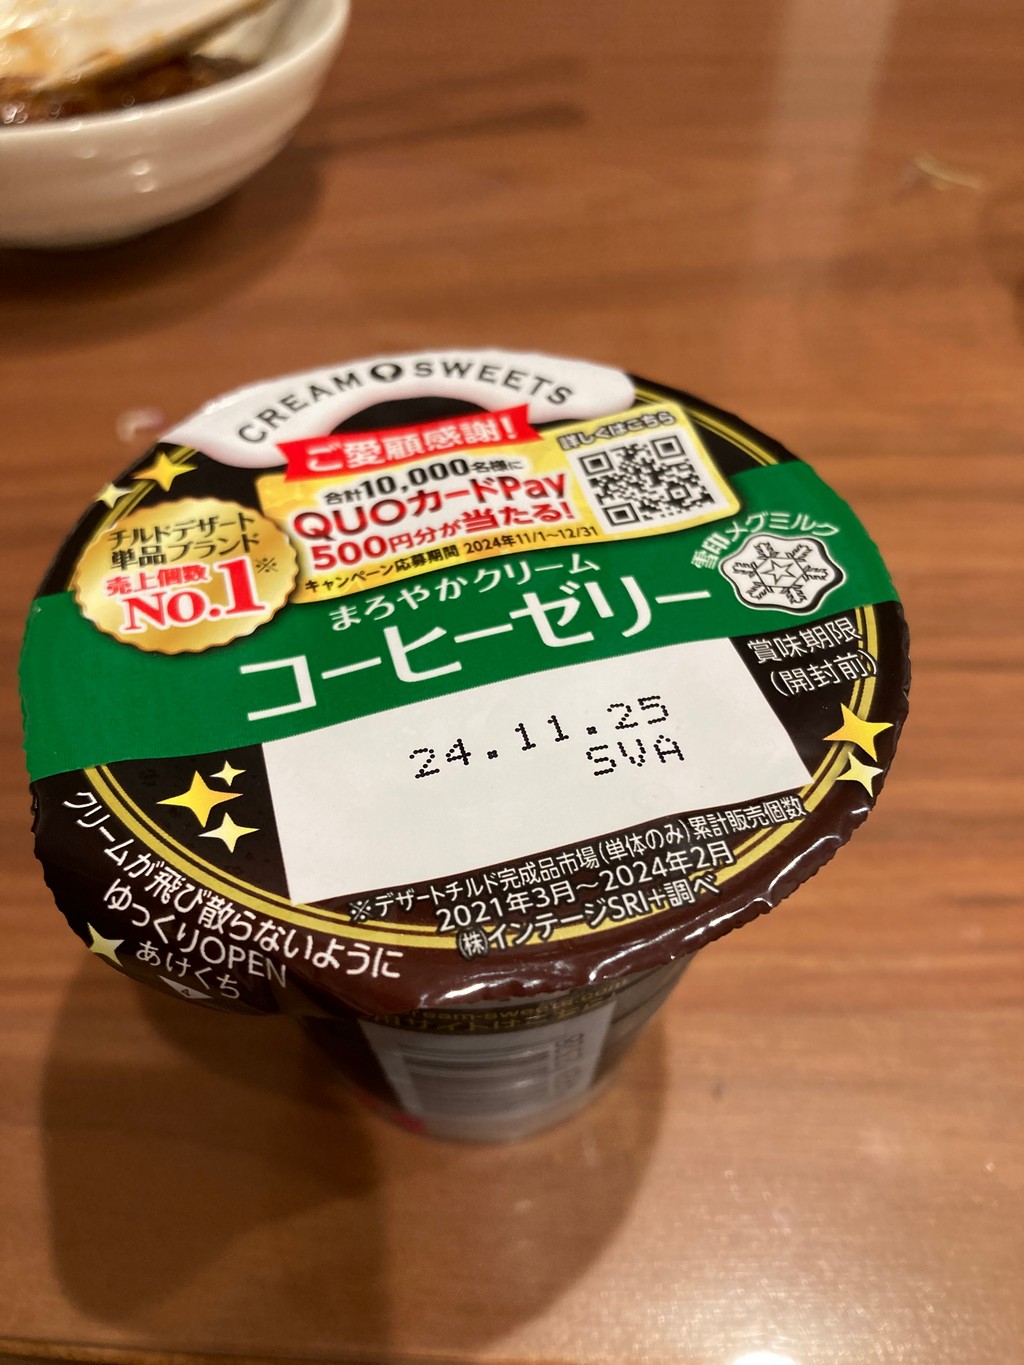 CREAM SWEETS
ご愛顧感謝!
合計10,000名様に
QUOカードPay
500円分が当たる!
キャンペーン応募期間 2024年11/1~12/31
詳しくはこちら
チルドデザート
単品ブランド※
売上個数
No.1
雪印メグミルク
まろやかクリーム
コーヒーゼリー
賞味期限
(開封前)
24.11.25
SVA
※デザートチルド完成品市場(単体のみ)累計販売個数
2021年3月~2024年2月
(株)インテージSRI+調べ
クリームが飛び散らないように
ゆっくりOPEN
あけくち